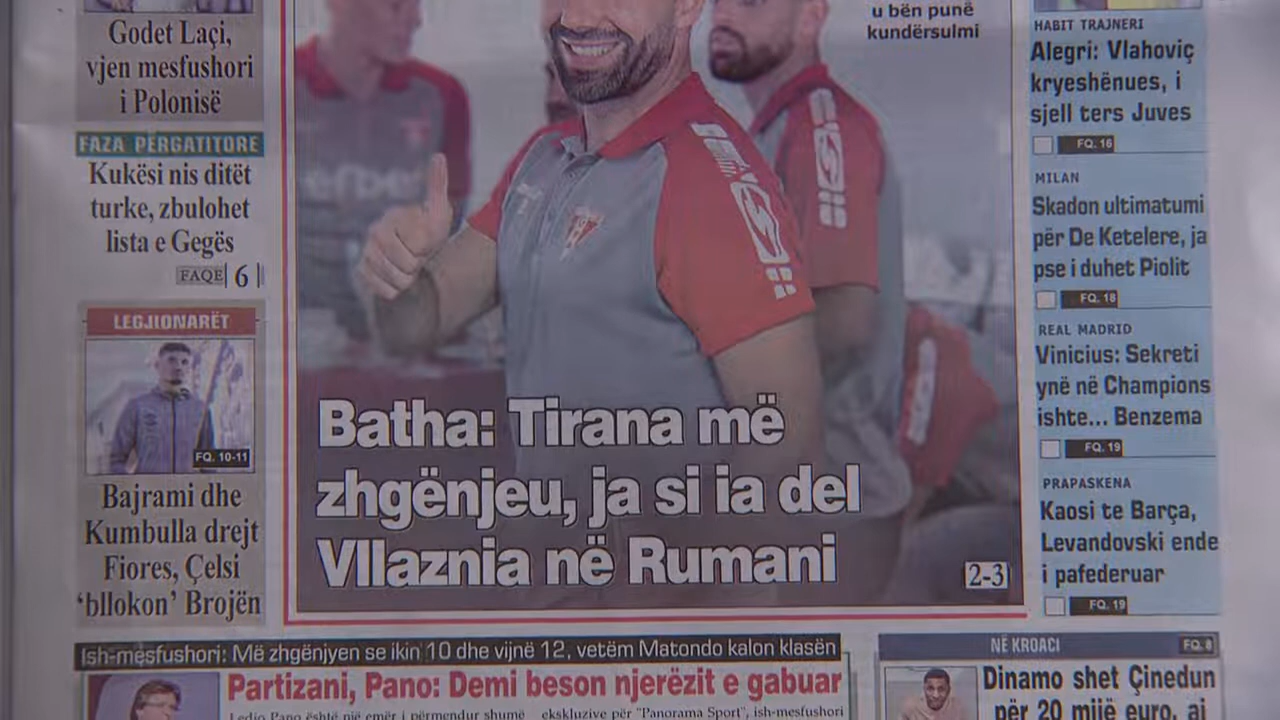 Godet Laçi,
vjen mesfushori
i Polonisë
FAZA PËRGATITORE
Kukësi nis ditët
turke, zbulohet
lista e Gegës
FAQE 6
LEGJIONARËT
FQ. 10-11
Bajrami dhe
Kumbulla drejt
Fiores, Çelsi
‘bllokon’ Brojën
u bën punë
kundërsulmi
Batha: Tirana më
zhgënjeu, ja si ia del
Vllaznia në Rumani
2-3
HABIT TRAJNERI
Alegri: Vlahoviç
kryeshënues, i
sjell ters Juves
FQ. 16
MILAN
Skadon ultimatumi
për De Ketelere, ja
pse i duhet Piolit
FQ. 18
REAL MADRID
Vinicius: Sekreti
ynë në Champions
ishte... Benzema
FQ. 19
PRAPASKENA
Kaosi te Barça,
Levandovski ende
i pafederuar
FQ. 19
Ish-mesfushori: Më zhgënjyen se ikin 10 dhe vijnë 12, vetëm Matondo kalon klasën
Partizani, Pano: Demi beson njerëzit e gabuar
Ledio Pano është një emër i përmendur shumë
ekskluzive për "Panorama Sport", ish-mesfushori
NË KROACI
FQ. 8
Dinamo shet Çinedun
për 20 mijë euro, ai